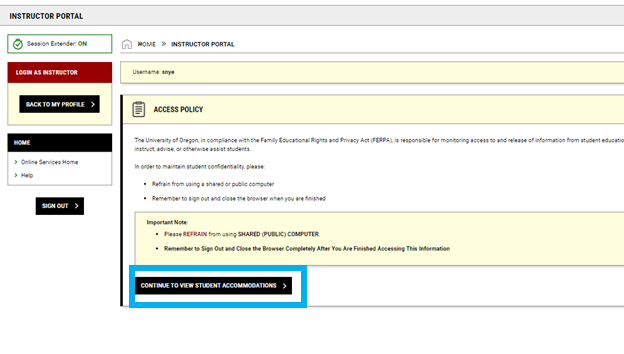 INSTRUCTOR PORTAL
Session Extender: ON
LOGIN AS INSTRUCTOR
BACK TO MY PROFILE
HOME
Online Services Home
Help
SIGN OUT
HOME » INSTRUCTOR PORTAL
Username: snye
ACCESS POLICY
The University of Oregon, in compliance with the Family Educational Rights and Privacy Act (FERPA), is responsible for monitoring access to and release of information from student educatio
instruct, advise, or otherwise assist students.
In order to maintain student confidentiality, please:
• Refrain from using a shared or public computer
• Remember to sign out and close the browser when you are finished
Important Note:
• Please REFRAIN from using SHARED (PUBLIC) COMPUTER.
• Remember to Sign Out and Close the Browser Completely After You Are Finished Accessing This Information
CONTINUE TO VIEW STUDENT ACCOMMODATIONS